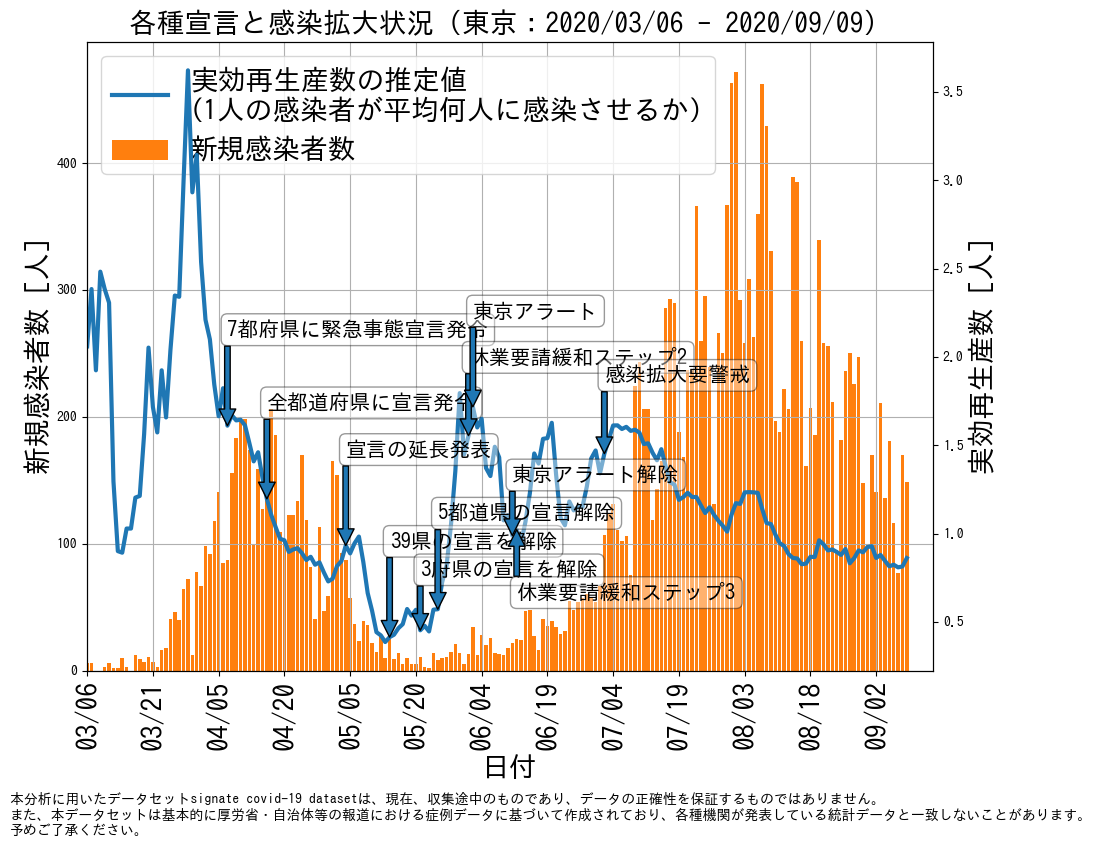 各種宣言と感染拡大状況 (東京：2020/03/06 - 2020/09/09)
実効再生産数の推定値
(1人の感染者が平均何人に感染させるか)
新規感染者数
新規感染者数 [人]
400
300
200
100
0
3.5
3.0
2.5
2.0
1.5
1.0
0.5
実効再生産数 [人]
東京アラート
7都府県に緊急事態宣言発令
休業要請緩和ステップ2
感染拡大要警戒
全都道府県に宣言発令
宣言の延長発表
東京アラート解除
5都道県の宣言解除
39県の宣言を解除
3府県の宣言を解除
休業要請緩和ステップ3
03/06
03/21
04/05
04/20
05/05
05/20
06/04
06/19
07/04
07/19
08/03
08/18
09/02
日付
本分析に用いたデータセットsignate covid-19 datasetは、現在、収集途中のものであり、データの正確性を保証するものではありません。
また、本データセットは基本的に厚労省・自治体等の報道における症例データに基づいて作成されており、各種機関が発表している統計データと一致しないことがあります。
予めご了承ください。